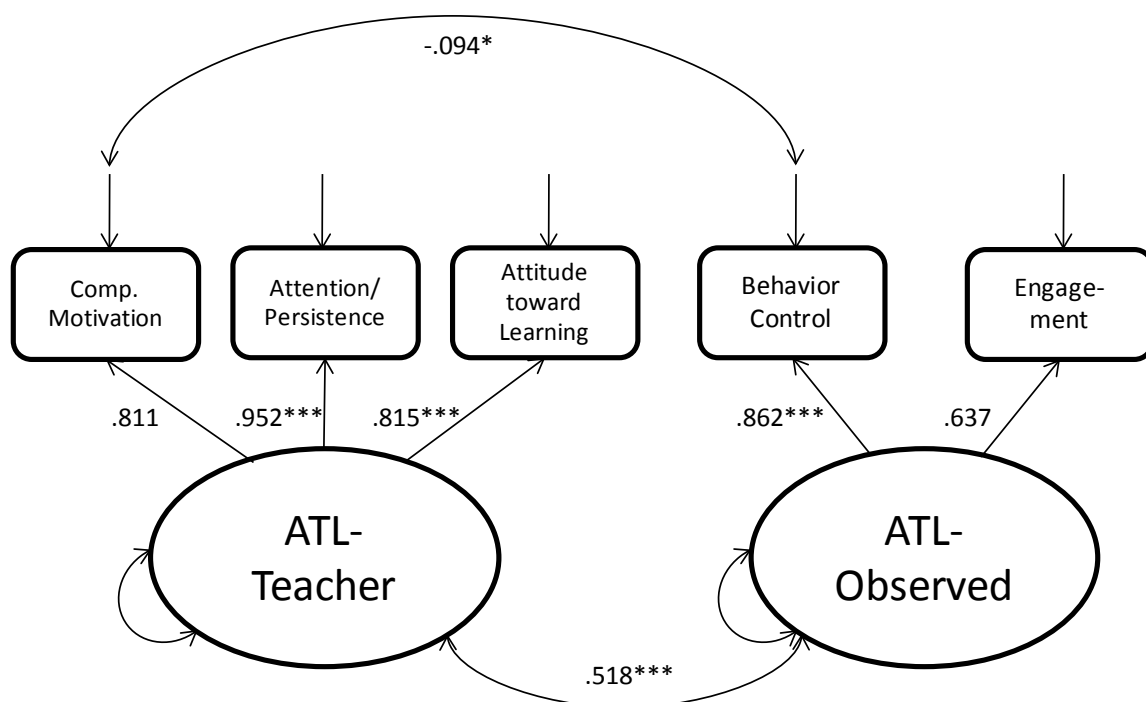 -.094*
Comp.
Motivation
Attention/
Persistence
Attitude
toward
Learning
Behavior
Control
Engage-
ment
.811
.952***
.815***
.862***
.637
ATL-
Teacher
ATL-
Observed
.518***